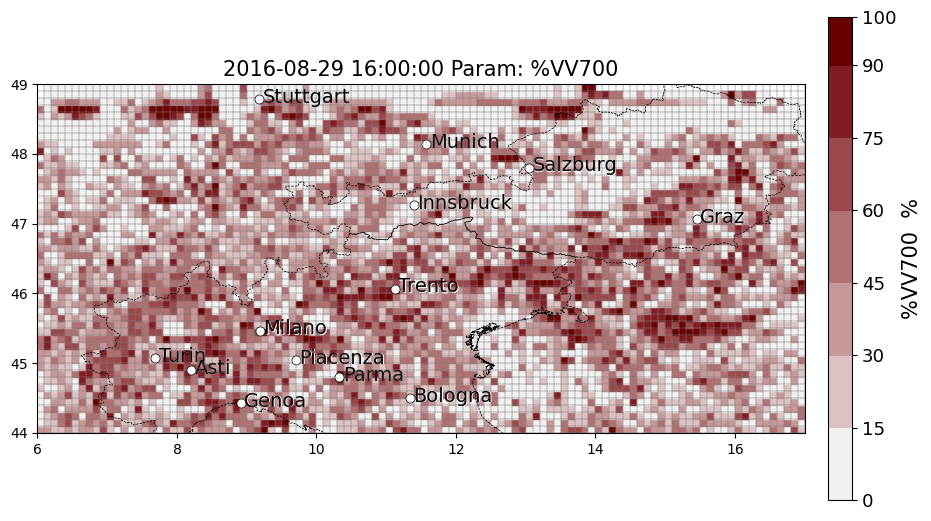 2016-08-29 16:00:00 Param: %VV700
100
90
75
60
45
30
15
0
%VV700 %
49
48
47
46
45
44
6
8
10
12
14
16
Stuttgart
Munich
Salzburg
Innsbruck
Graz
Trento
Milano
Turin
Asti
Piacenza
Parma
Genoa
Bologna